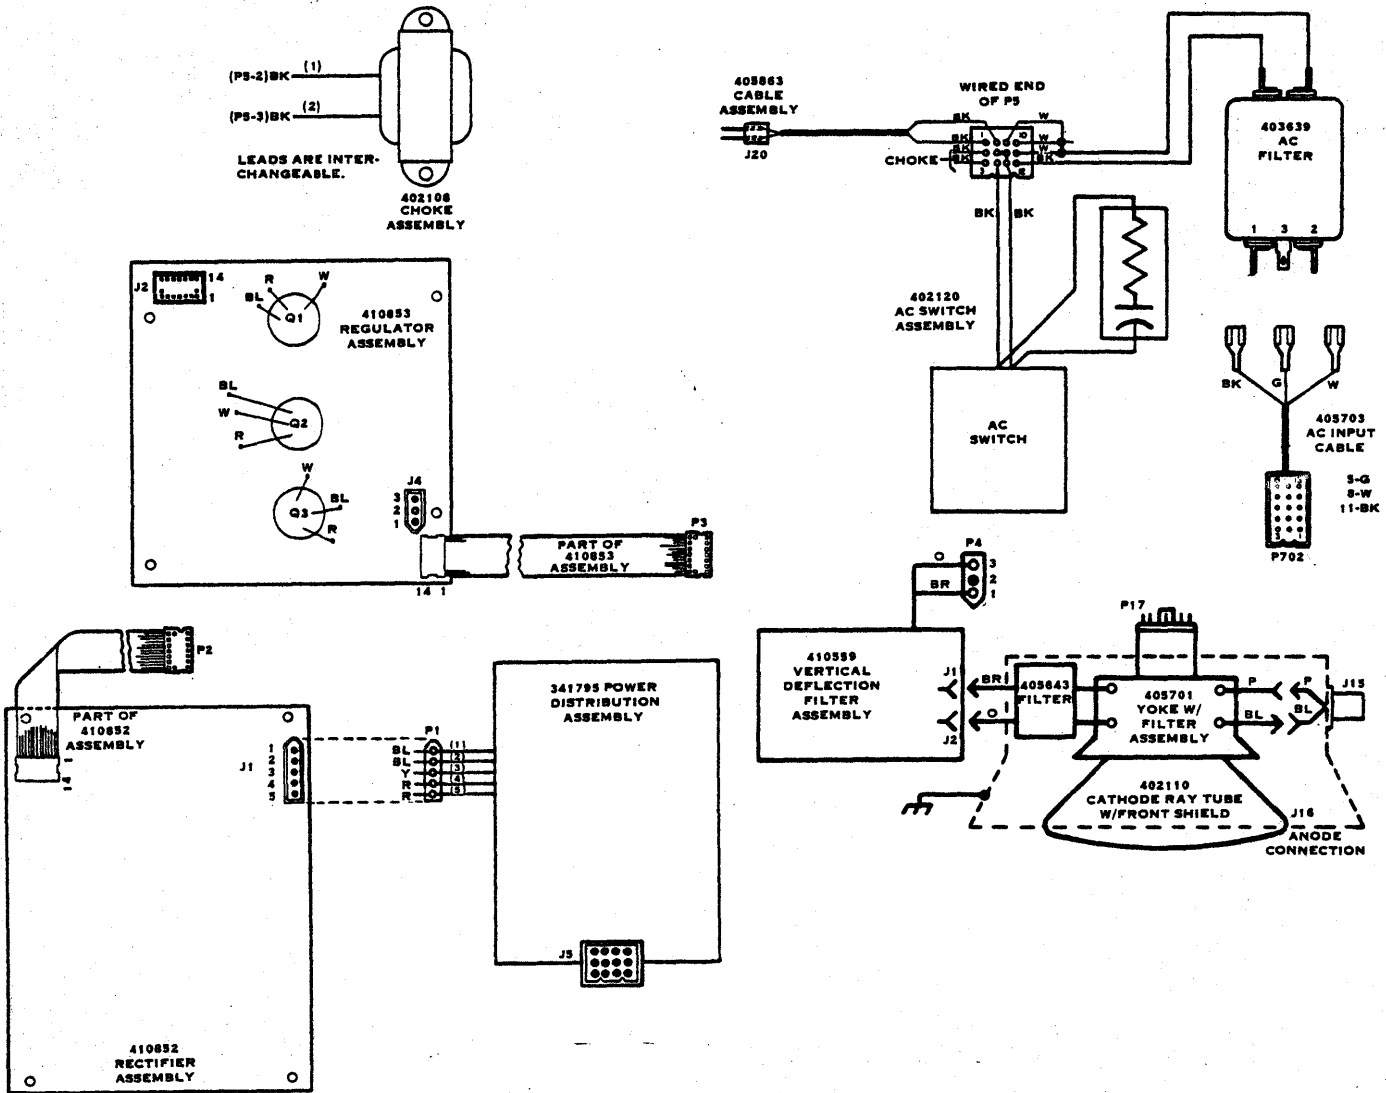 (P5-2)BK (1)
(P5-3)BK (2)
LEADS ARE INTER-
CHANGEABLE.
402108
CHOKE
ASSEMBLY
405863
CABLE
ASSEMBLY
J20
WIRED END
OF P5
BK
W
BK
W
BK
W
BK
BK
CHOKE
1
BK
BK
403639
AC
FILTER
1 3 2
402120
AC SWITCH
ASSEMBLY
AC
SWITCH
BK
G
W
405703
AC INPUT
CABLE
5-G
8-W
11-BK
P702
J2
14
1
R
W
BL
Q1
410853
REGULATOR
ASSEMBLY
BL
W
Q2
R
W
BL
Q3
R
J4
3
2
1
14 1
PART OF
410853
ASSEMBLY
P3
P4
O
3
2
BR
1
P2
PART OF
410852
ASSEMBLY
1
14
J1
1
2
3
4
5
P1
BL (1)
BL (2)
Y (3)
R (4)
R (5)
341795 POWER
DISTRIBUTION
ASSEMBLY
J5
410852
RECTIFIER
ASSEMBLY
410559
VERTICAL
DEFLECTION
FILTER
ASSEMBLY
J1
J2
BR
O
405643
FILTER
P17
405701
YOKE W/
FILTER
ASSEMBLY
P
P
BL
BL
J15
402110
CATHODE RAY TUBE
W/FRONT SHIELD
J16
ANODE
CONNECTION